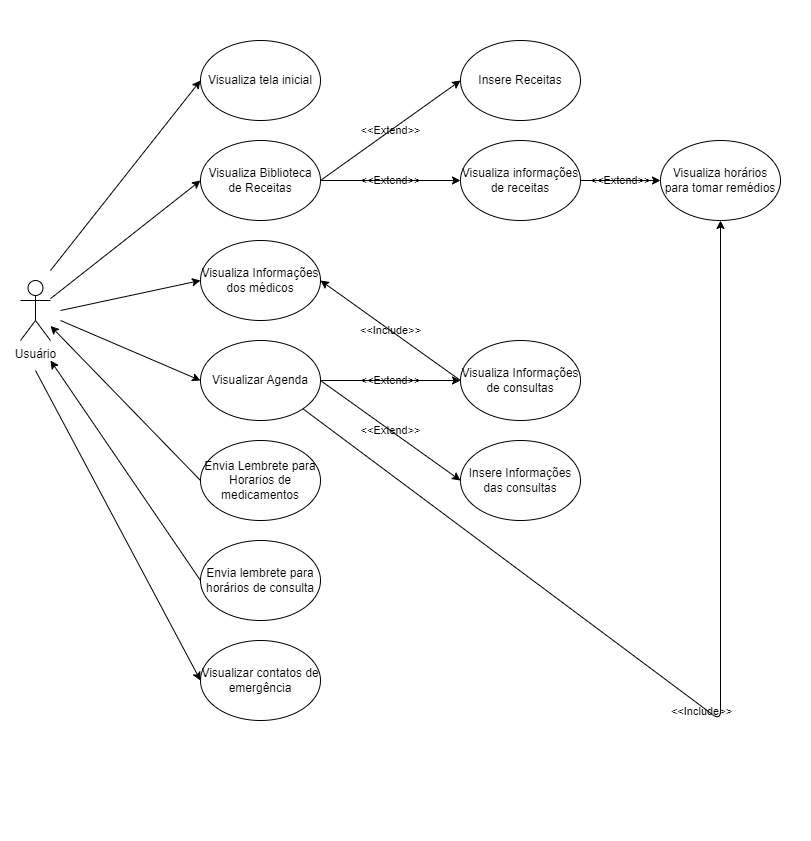 Visualiza tela inicial
Insere Receitas
<<Extend>>
Visualiza Biblioteca
de Receitas
<<Extend>>
Visualiza informações
de receitas
<<Extend>>
Visualiza horários
para tomar remédios
Visualiza Informações
dos médicos
<<Include>>
Usuário
Visualizar Agenda
<<Extend>>
Visualiza Informações
de consultas
<<Extend>>
Envia Lembrete para
Horarios de
medicamentos
Insere Informações
das consultas
Envia lembrete para
horários de consulta
Visualizar contatos de
emergência
<<Include>>